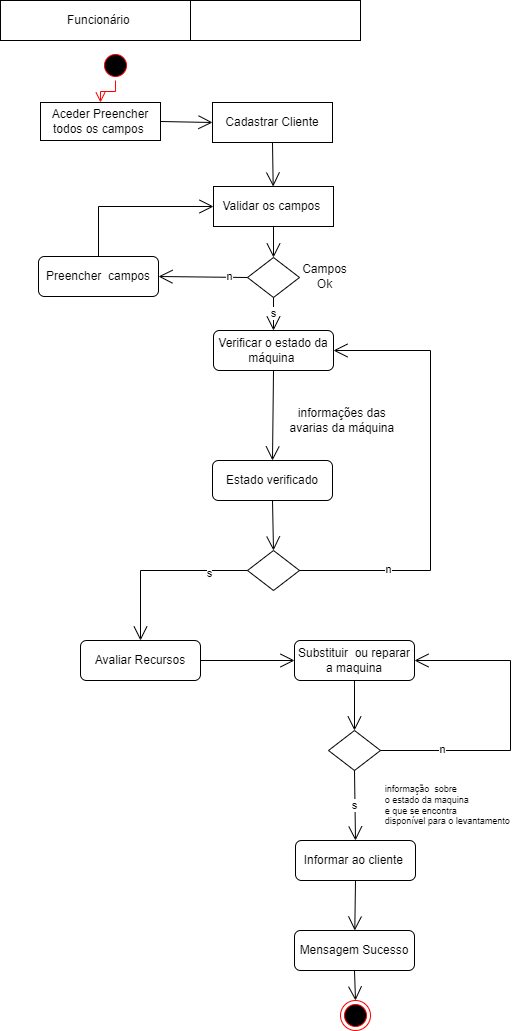 Funcionário
Aceder Preencher
todos os campos
Cadastrar Cliente
Validar os campos
Preencher campos
n
Campos
Ok
s
Verificar o estado da
máquina
informações das
avarias da máquina
Estado verificado
s
n
Avaliar Recursos
Substituir ou reparar
a maquina
n
s
informação sobre
o estado da maquina
e que se encontra
disponível para o levantamento
Informar ao cliente
Mensagem Sucesso